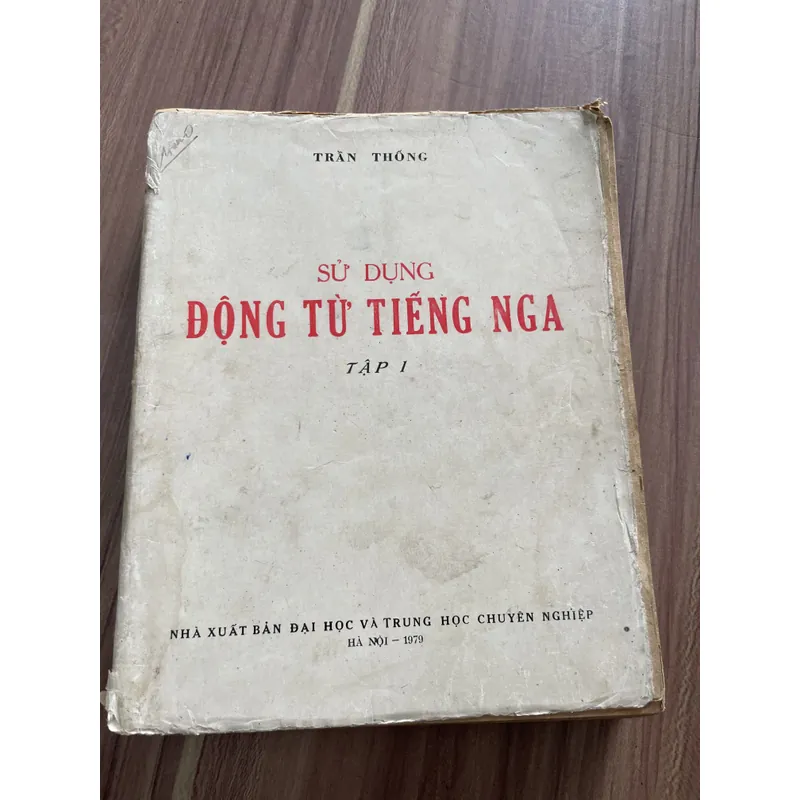 TRẦN THỐNG
SỬ DỤNG
ĐỘNG TỪ TIẾNG NGA
TẬP I
NHÀ XUẤT BẢN ĐẠI HỌC VÀ TRUNG HỌC CHUYÊN NGHIỆP
HÀ NỘI — 1979